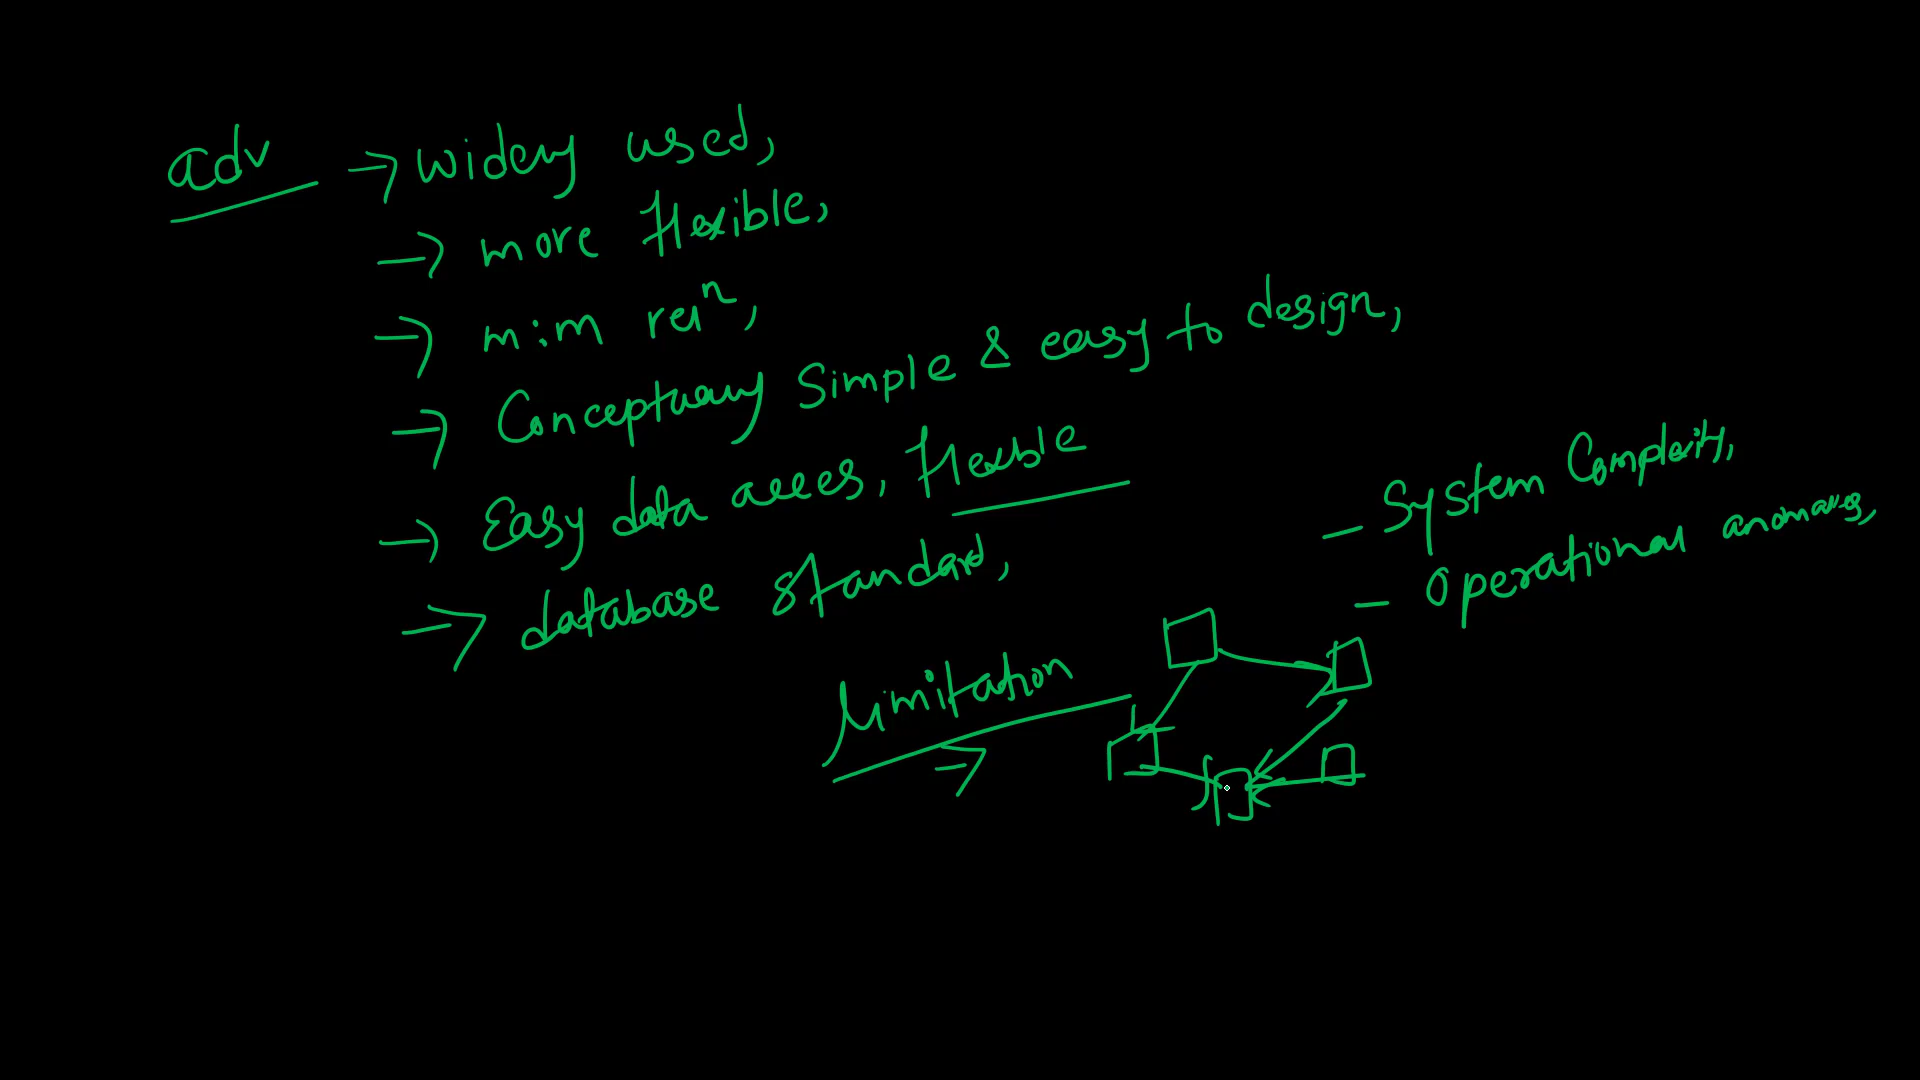 adv → widely used,
→ more flexible,
→ m:m relⁿ,
→ Conceptually Simple & easy to design,
→ Easy data acces, flexible
→ database standard,
limitation →
- System Complexity,
- Operational anomalies,